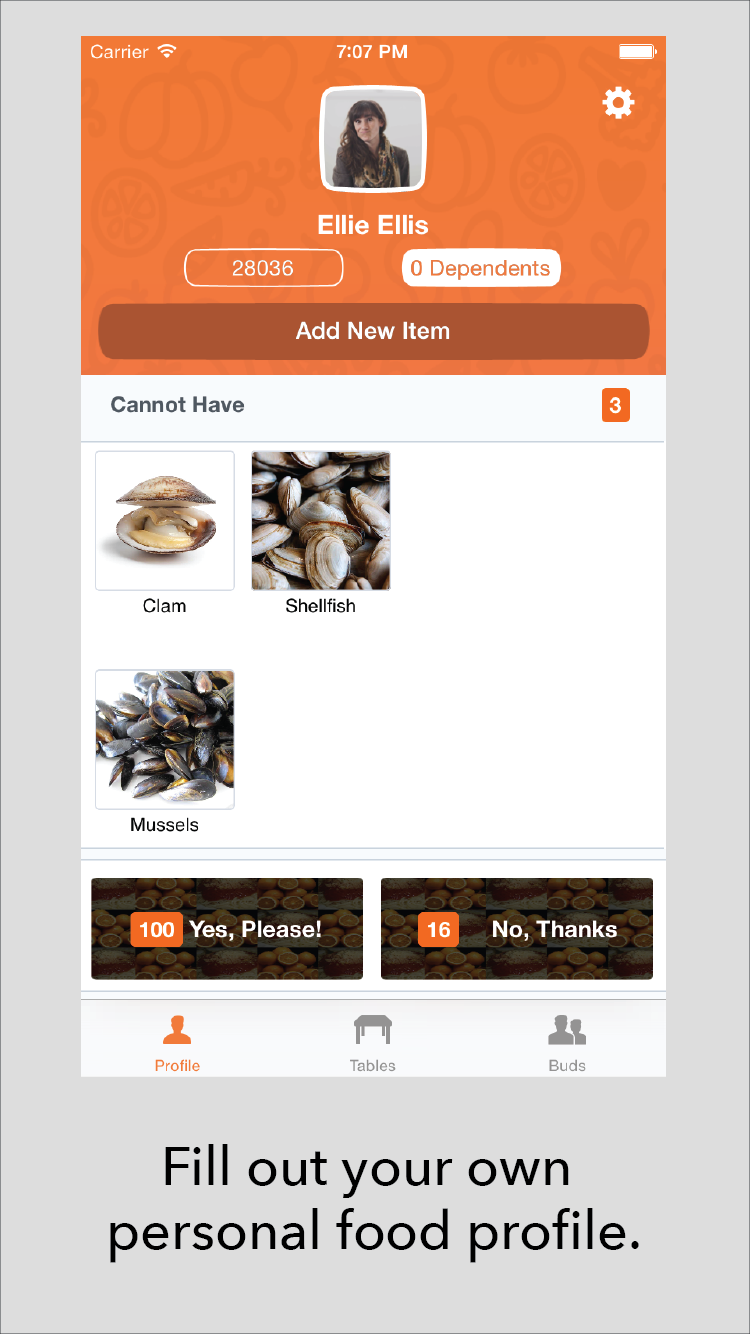 Carrier 7:07 PM
Ellie Ellis
28036 0 Dependents
Add New Item
Cannot Have 3
Clam Shellfish
Mussels
100 Yes, Please! 16 No, Thanks
Profile Tables Buds
Fill out your own
personal food profile.